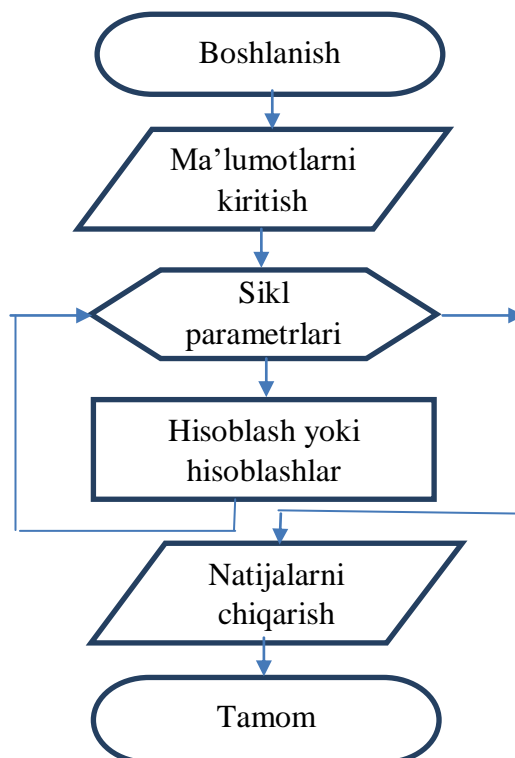 Boshlanish
Ma’lumotlarni
kiritish
Sikl
parametrlari
Hisoblash yoki
hisoblashlar
Natijalarni
chiqarish
Tamom